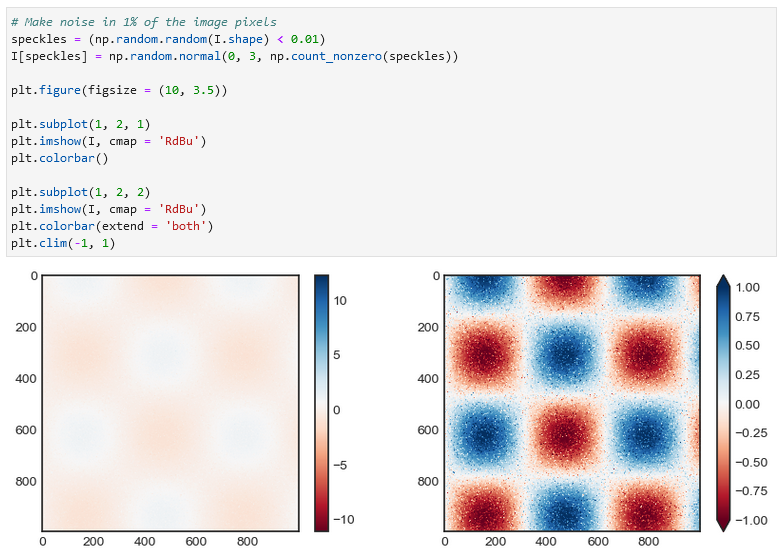 # Make noise in 1% of the image pixels
speckles = (np.random.random(I.shape) < 0.01)
I[speckles] = np.random.normal(0, 3, np.count_nonzero(speckles))
plt.figure(figsize = (10, 3.5))
plt.subplot(1, 2, 1)
plt.imshow(I, cmap = 'RdBu')
plt.colorbar()
plt.subplot(1, 2, 2)
plt.imshow(I, cmap = 'RdBu')
plt.colorbar(extend = 'both')
plt.clim(-1, 1)
0
200
400
600
800
0 200 400 600 800
10
5
0
−5
−10
0
200
400
600
800
0 200 400 600 800
1.00
0.75
0.50
0.25
0.00
−0.25
−0.50
−0.75
−1.00